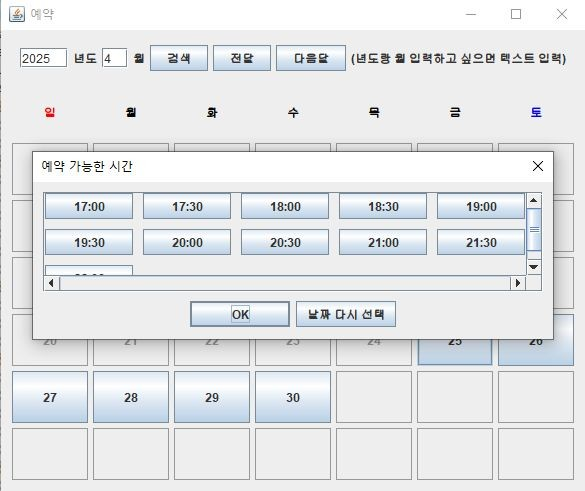 예약
2025 년도 4 월 검색 전달 다음달 (년도랑 월 입력하고 싶으면 텍스트 입력)
일 월 화 수 목 금 토
예약 가능한 시간
17:00 17:30 18:00 18:30 19:00
19:30 20:00 20:30 21:00 21:30
OK 날짜 다시 선택
20 21 22 23 24 25 26
27 28 29 30